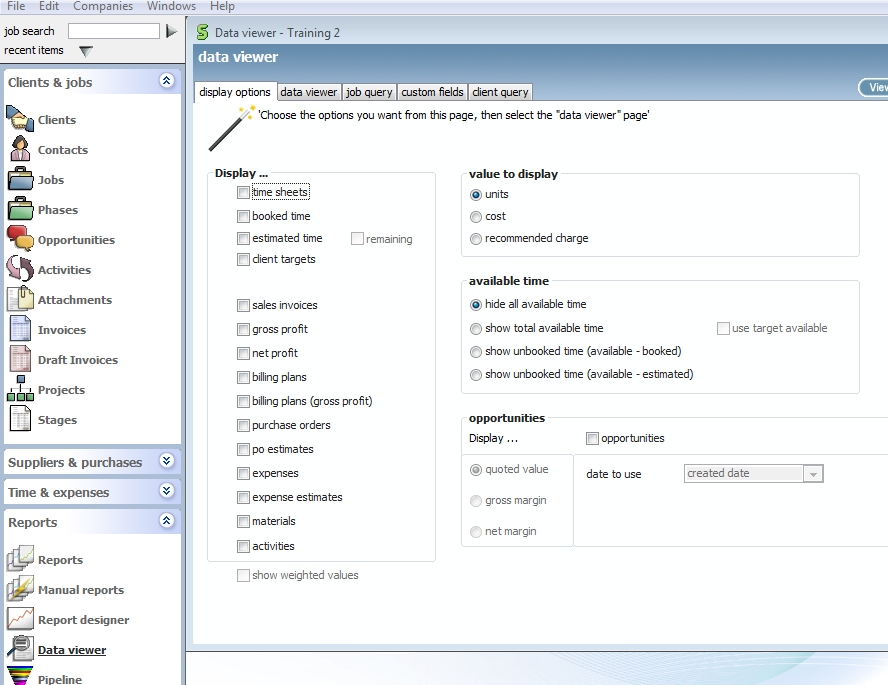 File Edit Companies Windows Help
job search
recent items
Clients & jobs
Clients
Contacts
Jobs
Phases
Opportunities
Activities
Attachments
Invoices
Draft Invoices
Projects
Stages
Suppliers & purchases
Time & expenses
Reports
Reports
Manual reports
Report designer
Data viewer
Pipeline
S Data viewer - Training 2
data viewer
View
display options data viewer job query custom fields client query
'Choose the options you want from this page, then select the "data viewer" page'
Display ...
time sheets
booked time
estimated time remaining
client targets
sales invoices
gross profit
net profit
billing plans
billing plans (gross profit)
purchase orders
po estimates
expenses
expense estimates
materials
activities
show weighted values
value to display
units
cost
recommended charge
available time
hide all available time
show total available time use target available
show unbooked time (available - booked)
show unbooked time (available - estimated)
opportunities
Display ... opportunities
quoted value
gross margin
net margin
date to use created date